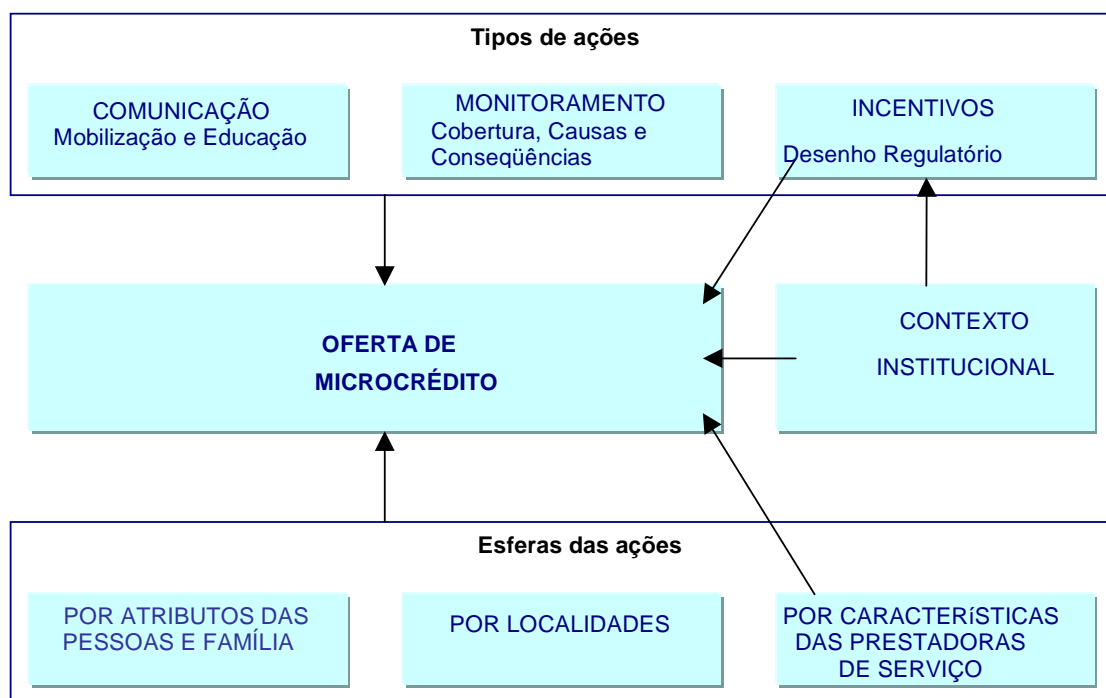 Tipos de ações
COMUNICAÇÃO
Mobilização e Educação
MONITORAMENTO
Cobertura, Causas e
Conseqüências
INCENTIVOS
Desenho Regulatório
OFERTA DE
MICROCRÉDITO
CONTEXTO
INSTITUCIONAL
Esferas das ações
POR ATRIBUTOS DAS
PESSOAS E FAMÍLIA
POR LOCALIDADES
POR CARACTERíSTICAS
DAS PRESTADORAS
DE SERVIÇO